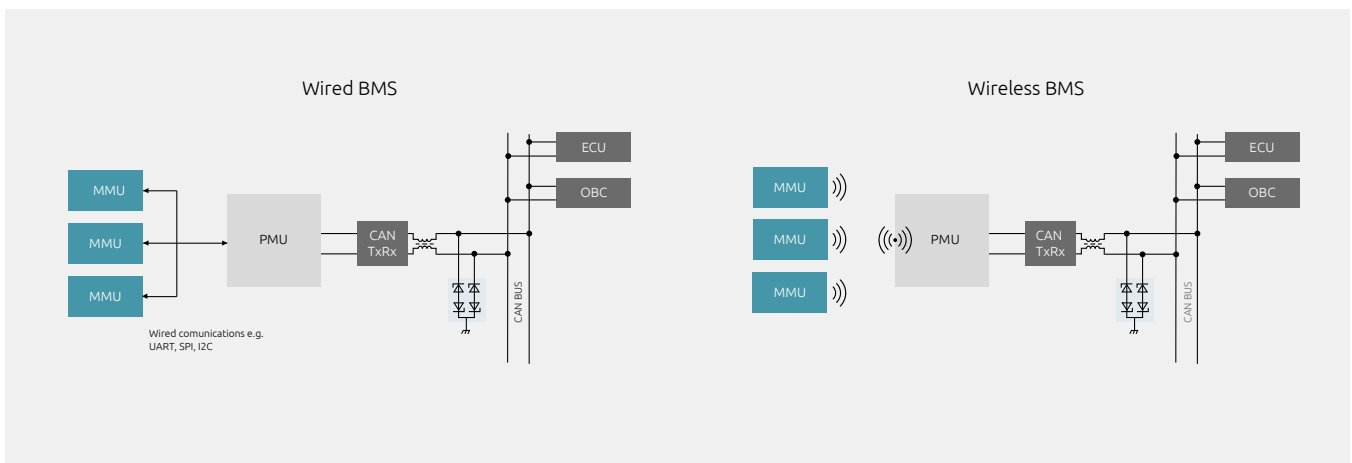 Wired BMS
MMU
MMU
MMU
PMU
CAN
TxRx
ECU
OBC
CAN BUS
Wired comunications e.g.
UART, SPI, I2C
Wireless BMS
MMU
MMU
MMU
PMU
CAN
TxRx
ECU
OBC
CAN BUS